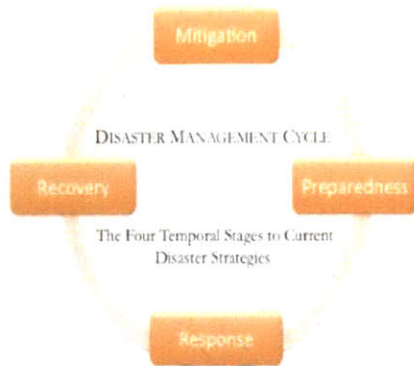 Mitigation
DISASTER MANAGEMENT CYCLE
Recovery
Preparedness
The Four Temporal Stages to Current
Disaster Strategies
Response